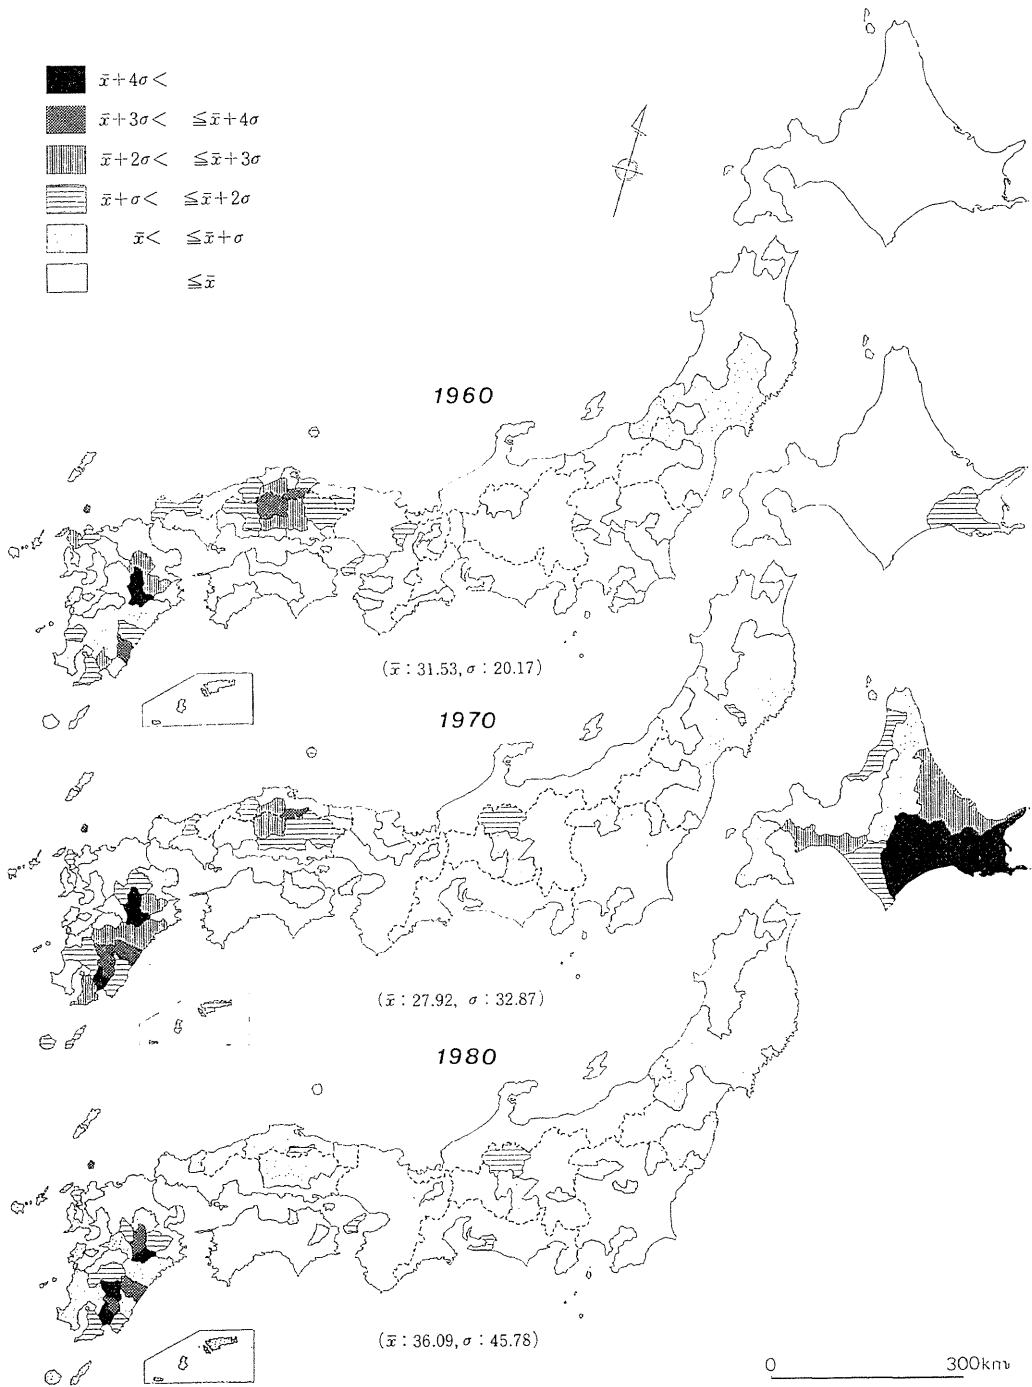 x̄+4σ<
x̄+3σ< ≦x̄+4σ
x̄+2σ< ≦x̄+3σ
x̄+σ< ≦x̄+2σ
x̄< ≦x̄+σ
≦x̄
1960
(x̄：31.53, σ：20.17)
1970
(x̄：27.92, σ：32.87)
1980
(x̄：36.09, σ：45.78)
0 300km